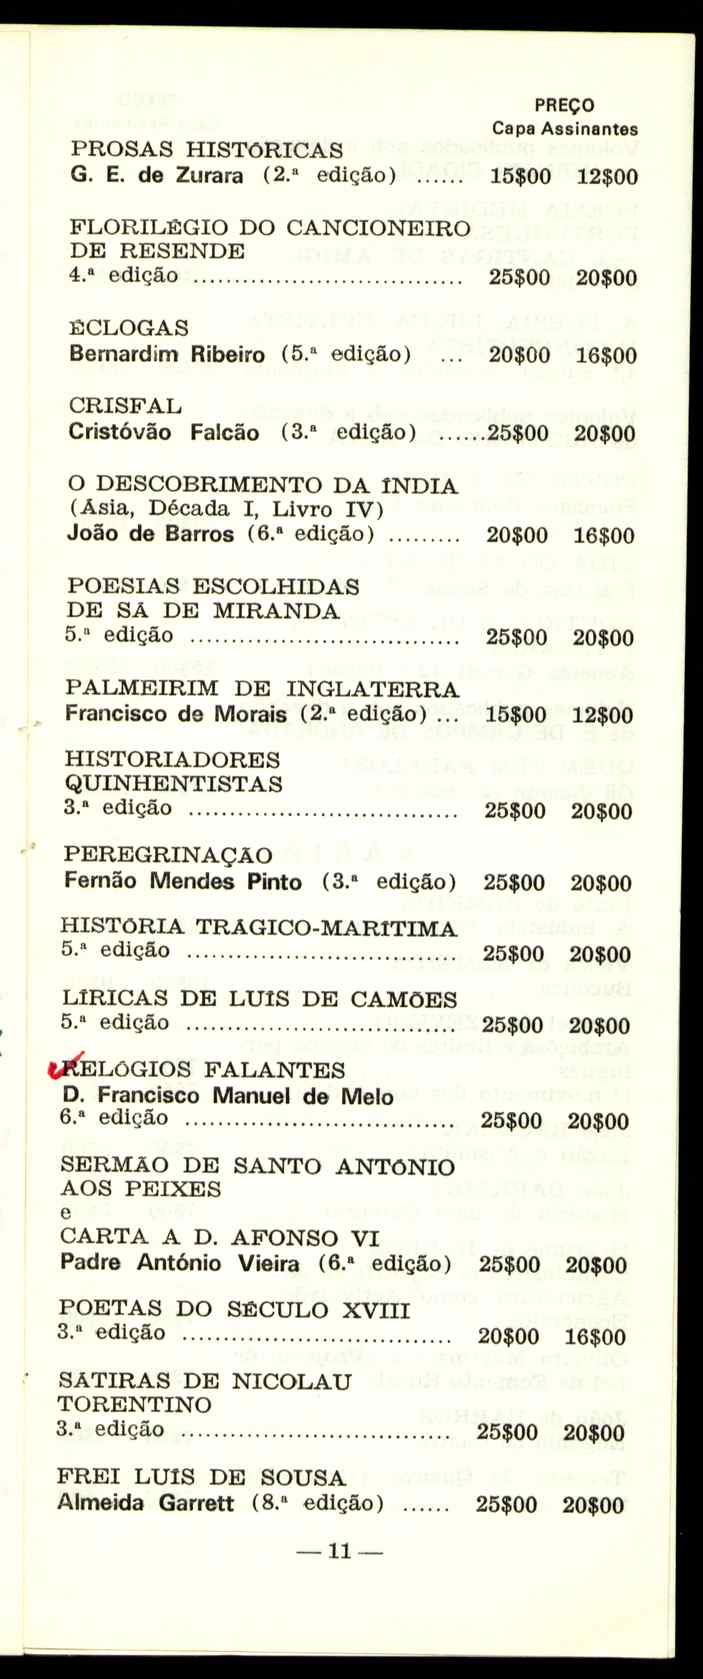 PREÇO
Capa Assinantes
PROSAS HISTÓRICAS
G. E. de Zurara (2.ª edição) ...... 15$00 12$00
FLORILÉGIO DO CANCIONEIRO
DE RESENDE
4.ª edição ................................. 25$00 20$00
ÉCLOGAS
Bernardim Ribeiro (5.ª edição) ... 20$00 16$00
CRISFAL
Cristóvão Falcão (3.ª edição) ......25$00 20$00
O DESCOBRIMENTO DA ÍNDIA
(Ásia, Década I, Livro IV)
João de Barros (6.ª edição) ......... 20$00 16$00
POESIAS ESCOLHIDAS
DE SÁ DE MIRANDA
5.ª edição ................................. 25$00 20$00
PALMEIRIM DE INGLATERRA
Francisco de Morais (2.ª edição) ... 15$00 12$00
HISTORIADORES
QUINHENTISTAS
3.ª edição ................................. 25$00 20$00
PEREGRINAÇÃO
Fernão Mendes Pinto (3.ª edição) 25$00 20$00
HISTÓRIA TRÁGICO-MARÍTIMA
5.ª edição ................................. 25$00 20$00
LÍRICAS DE LUÍS DE CAMÕES
5.ª edição ................................. 25$00 20$00
RELÓGIOS FALANTES
D. Francisco Manuel de Melo
6.ª edição ................................. 25$00 20$00
SERMÃO DE SANTO ANTÓNIO
AOS PEIXES
e
CARTA A D. AFONSO VI
Padre António Vieira (6.ª edição) 25$00 20$00
POETAS DO SÉCULO XVIII
3.ª edição ................................. 20$00 16$00
SÁTIRAS DE NICOLAU
TORENTINO
3.ª edição ................................. 25$00 20$00
FREI LUÍS DE SOUSA
Almeida Garrett (8.ª edição) ...... 25$00 20$00
— 11 —